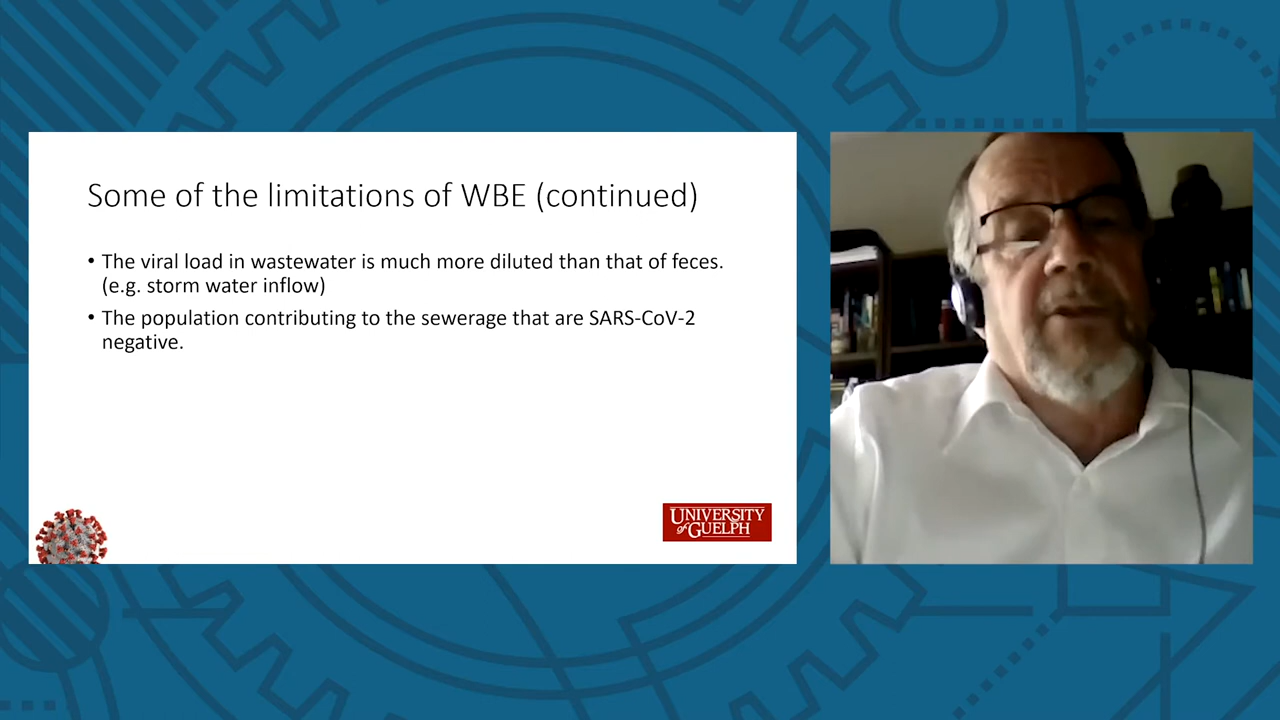 Some of the limitations of WBE (continued)
• The viral load in wastewater is much more diluted than that of feces.
(e.g. storm water inflow)
• The population contributing to the sewerage that are SARS-CoV-2
negative.
UNIVERSITY
of GUELPH